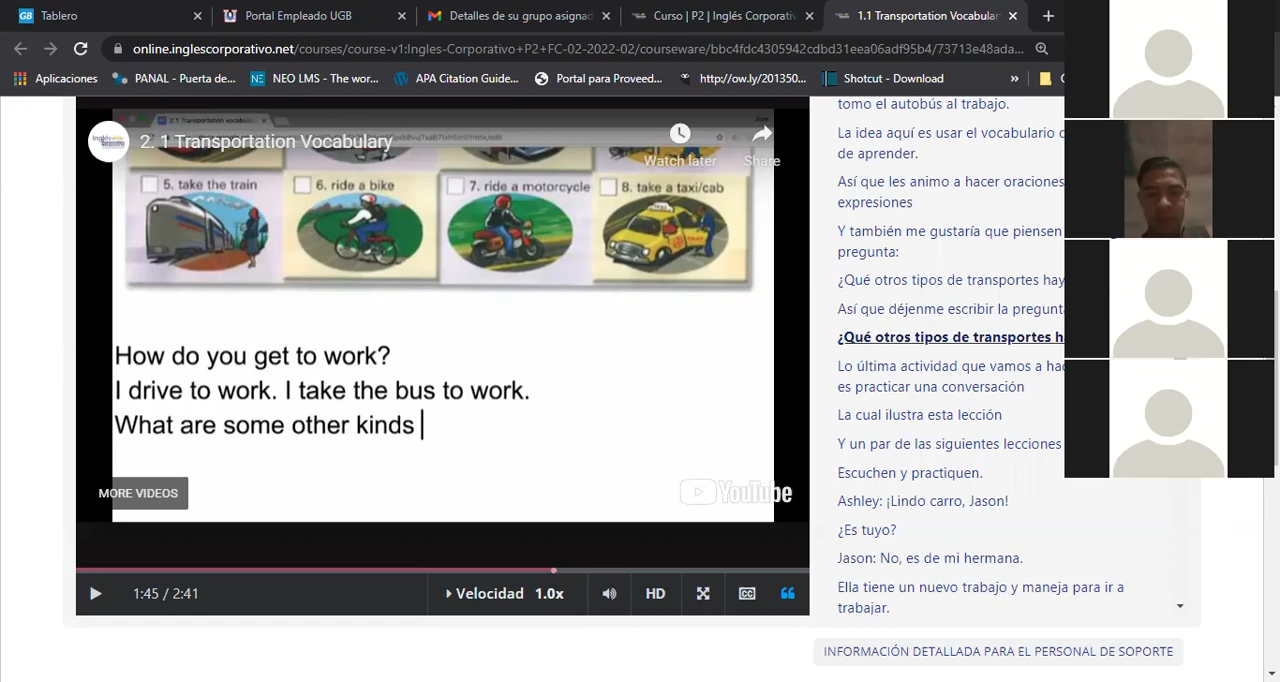 Tablero
Portal Empleado UGB
Detalles de su grupo asignad
Curso | P2 | Inglés Corporativ
1.1 Transportation Vocabular
online.inglescorporativo.net/courses/course-v1:Ingles-Corporativo+P2+FC-02-2022-02/courseware/bbc4fdc4305942cdbd31eea06adf95b4/73713e48ada...
Aplicaciones
PANAL - Puerta de...
NEO LMS - The wor...
APA Citation Guide...
Portal para Proveed...
http://ow.ly/201350...
Shotcut - Download
»
2. 1 Transportation Vocabulary
Watch later
Share
5. take the train
6. ride a bike
7. ride a motorcycle
8. take a taxi/cab
How do you get to work?
I drive to work. I take the bus to work.
What are some other kinds
MORE VIDEOS
YouTube
1:45 / 2:41
Velocidad 1.0x
HD
CC
tomo el autobús al trabajo.
La idea aquí es usar el vocabulario
de aprender.
Así que les animo a hacer oraciones
expresiones
Y también me gustaría que piensen
pregunta:
¿Qué otros tipos de transportes hay
Así que déjenme escribir la pregunta
¿Qué otros tipos de transportes h
Lo última actividad que vamos a ha
es practicar una conversación
La cual ilustra esta lección
Y un par de las siguientes lecciones
Escuchen y practiquen.
Ashley: ¡Lindo carro, Jason!
¿Es tuyo?
Jason: No, es de mi hermana.
Ella tiene un nuevo trabajo y maneja para ir a
trabajar.
INFORMACIÓN DETALLADA PARA EL PERSONAL DE SOPORTE